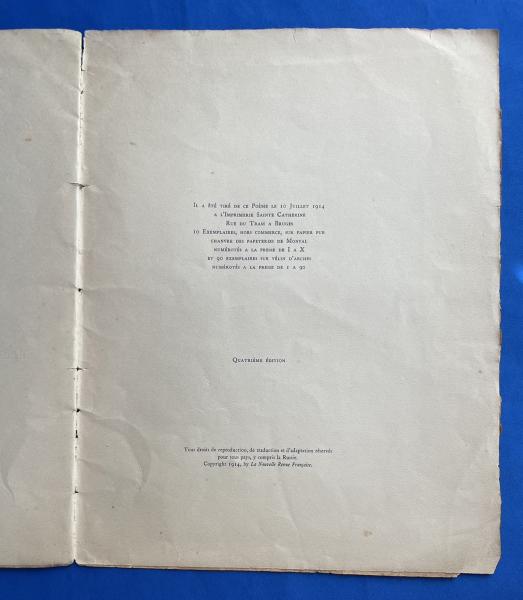 Il a été tiré de ce Poème le 10 Juillet 1914
a l'Imprimerie Sainte Catherine
Rue du Tram a Bruges
10 Exemplaires, hors commerce, sur papier pur
chanvre des papeteries de Montval
numérotés a la presse de I a X
et 90 exemplaires sur vélin d'arches
numérotés a la presse de 1 a 90
Quatrième édition
Tous droits de reproduction, de traduction et d'adaptation réservés
pour tous pays, y compris la Russie.
Copyright 1914, by La Nouvelle Revue Française.